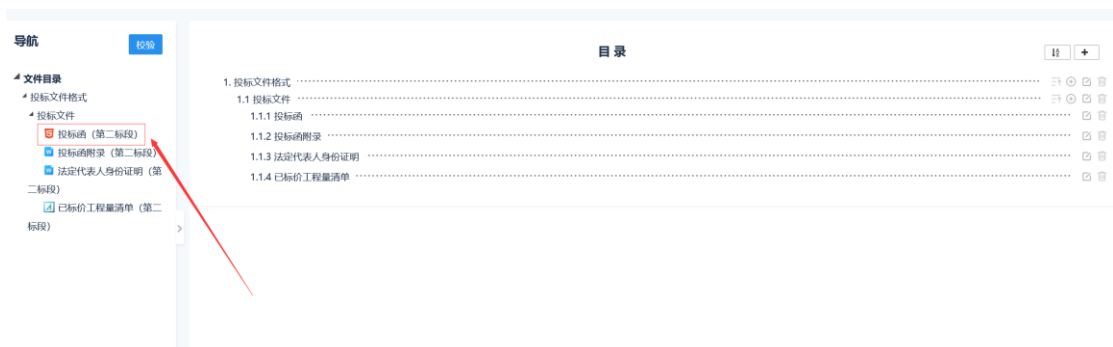 导航
校验
文件目录
投标文件格式
投标文件
投标函（第二标段）
投标函附录（第二标段）
法定代表人身份证明（第
二标段）
已标价工程量清单（第二
标段）
目录
1. 投标文件格式
1.1 投标文件
1.1.1 投标函
1.1.2 投标函附录
1.1.3 法定代表人身份证明
1.1.4 已标价工程量清单